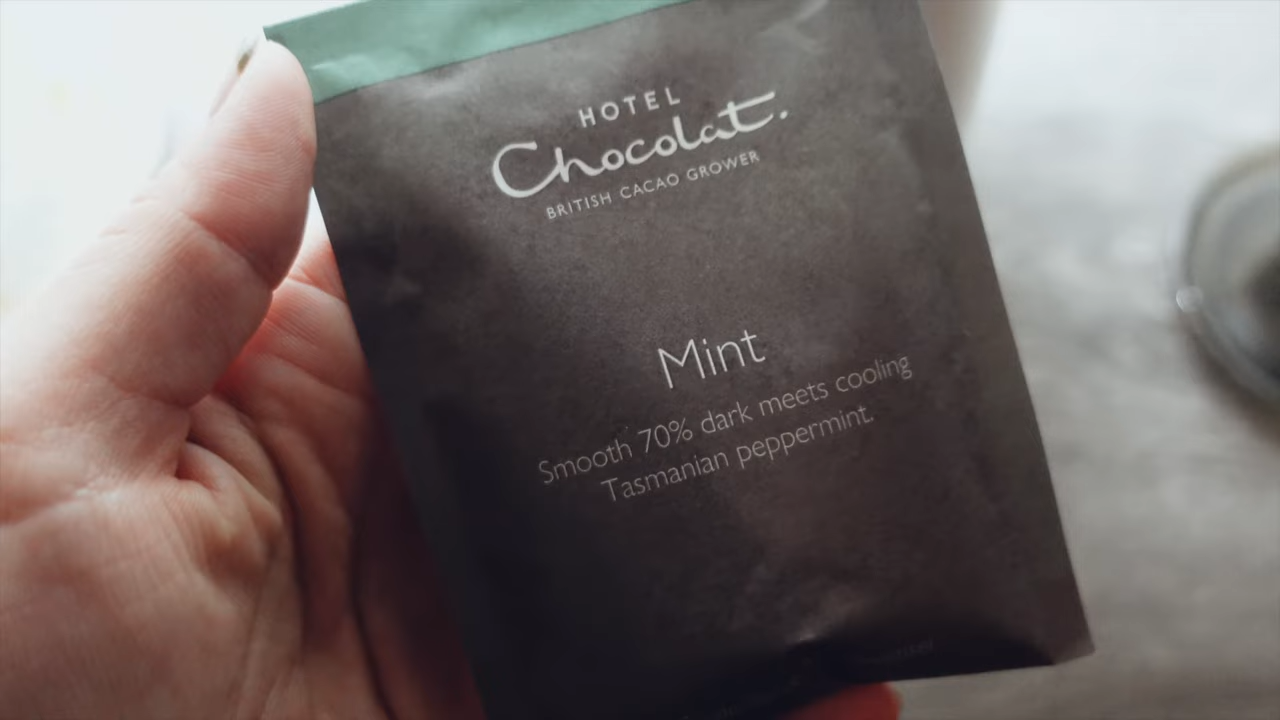 HOTEL
Chocolat.
BRITISH CACAO GROWER
Mint
Smooth 70% dark meets cooling
Tasmanian peppermint.